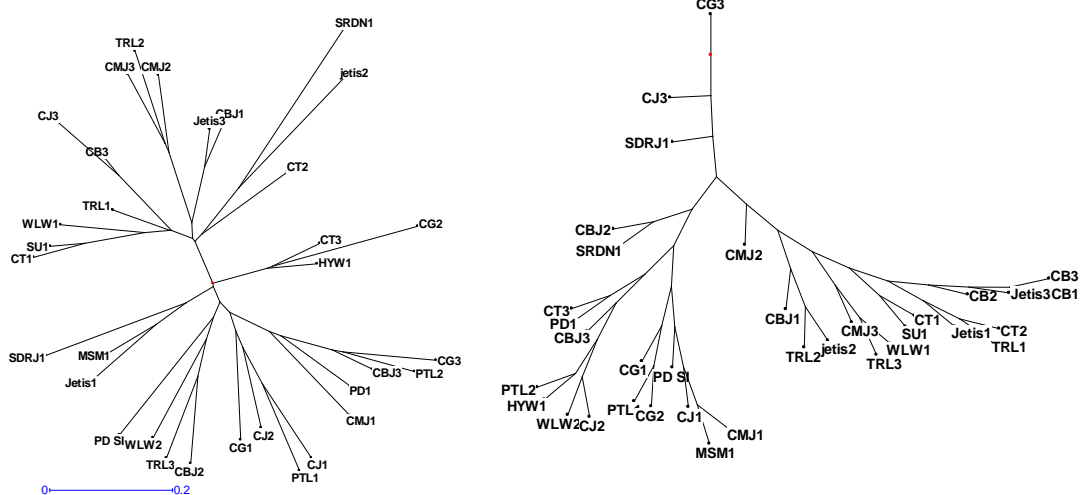 SRDN1
TRL2
CMJ3 CMJ2
jetis2
CBJ1
Jetis3
CJ3
CB3
CT2
TRL1
WLW1
CG2
SU1
CT3
CT1
HYW1
SDRJ1
MSM1
CG3
CBJ3 PTL2
Jetis1
PD1
CMJ1
PD SI WLW2
CJ2
CG1
TRL3
CBJ2
CJ1
PTL1
0 0.2
CG3
CJ3
SDRJ1
CBJ2
SRDN1
CMJ2
CB3
CB2 Jetis3 CB1
CT3
PD1
CBJ3
CBJ1
CT1
CMJ3
SU1
Jetis1 CT2
TRL1
TRL2 jetis2
WLW1
TRL3
CG1 PD SI
PTL2
HYW1
PTL CG2 CJ1
WLW2 CJ2
CMJ1
MSM1